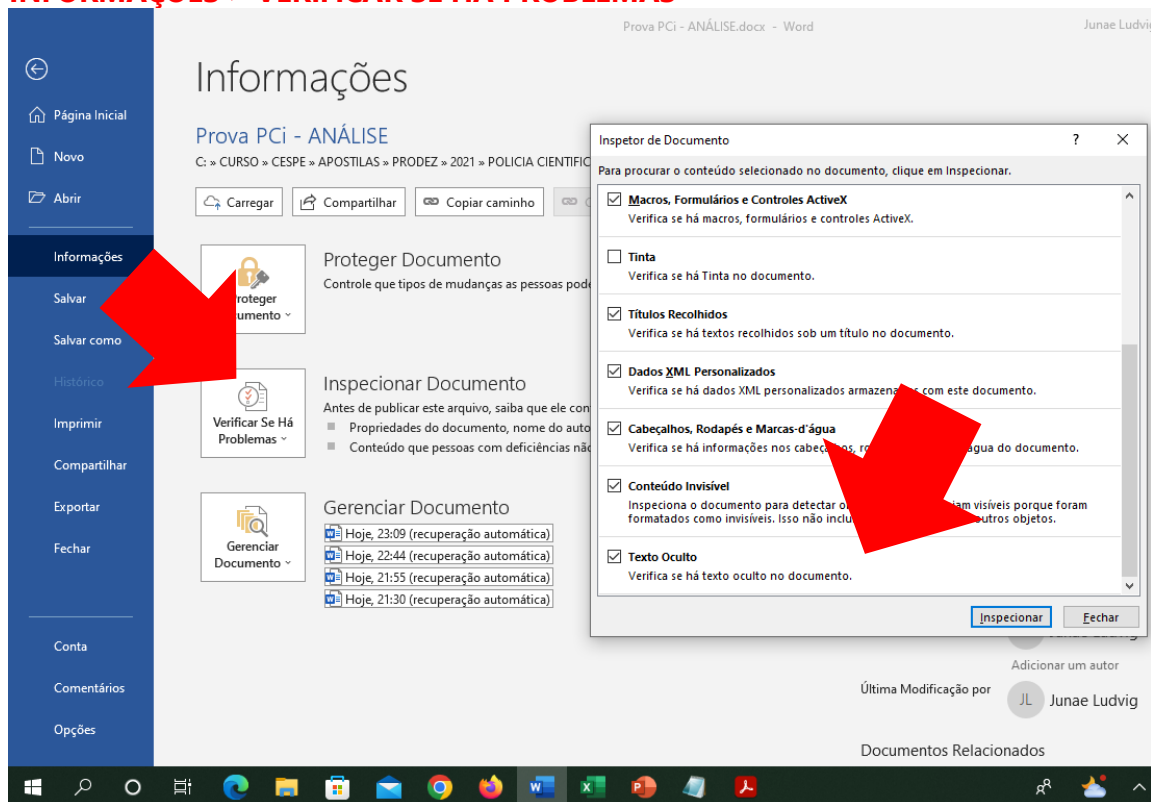 INFORMAÇÕES > VERIFICAR SE HÁ PROBLEMAS
Prova PCi - ANÁLISE.docx - Word
Junae Ludvig
Informações
Página Inicial
Novo
Abrir
Informações
Salvar
Salvar como
Histórico
Imprimir
Compartilhar
Exportar
Fechar
Conta
Comentários
Opções
Prova PCi - ANÁLISE
C: » CURSO » CESPE » APOSTILAS » PRODEZ » 2021 » POLICIA CIENTIFIC
Carregar
Compartilhar
Copiar caminho
Proteger Documento
Controle que tipos de mudanças as pessoas pode
Inspecionar Documento
Antes de publicar este arquivo, saiba que ele con
Propriedades do documento, nome do auto
Conteúdo que pessoas com deficiências nã
Verificar Se Há
Problemas
Gerenciar Documento
Hoje, 23:09 (recuperação automática)
Hoje, 22:44 (recuperação automática)
Hoje, 21:55 (recuperação automática)
Hoje, 21:30 (recuperação automática)
Gerenciar
Documento
Inspetor de Documento ? ×
Para procurar o conteúdo selecionado no documento, clique em Inspecionar.
Macros, Formulários e Controles ActiveX
Verifica se há macros, formulários e controles ActiveX.
Tinta
Verifica se há Tinta no documento.
Títulos Recolhidos
Verifica se há textos recolhidos sob um título no documento.
Dados XML Personalizados
Verifica se há dados XML personalizados com este documento.
Cabeçalhos, Rodapés e Marcas-d'água
Verifica se há informações nos do documento.
Conteúdo Invisível
Inspeciona o documento para detectar visíveis porque foram
formatados como invisíveis. Isso não outros objetos.
Texto Oculto
Verifica se há texto oculto no documento.
Inspecionar
Fechar
Adicionar um autor
Última Modificação por
JL
Junae Ludvig
Documentos Relacionados